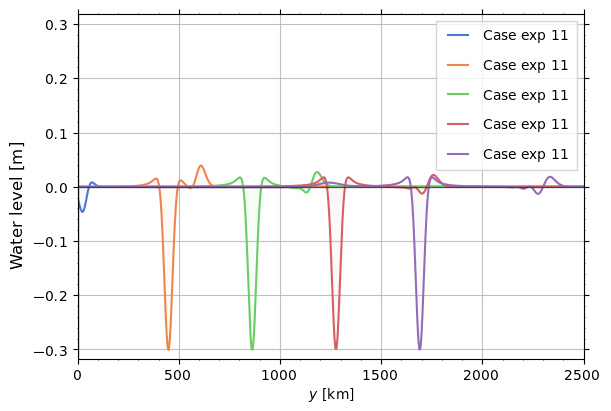 0.3
0.2
0.1
0.0
−0.1
−0.2
−0.3
Water level [m]
Case exp 11
Case exp 11
Case exp 11
Case exp 11
Case exp 11
0 500 1000 1500 2000 2500
y [km]